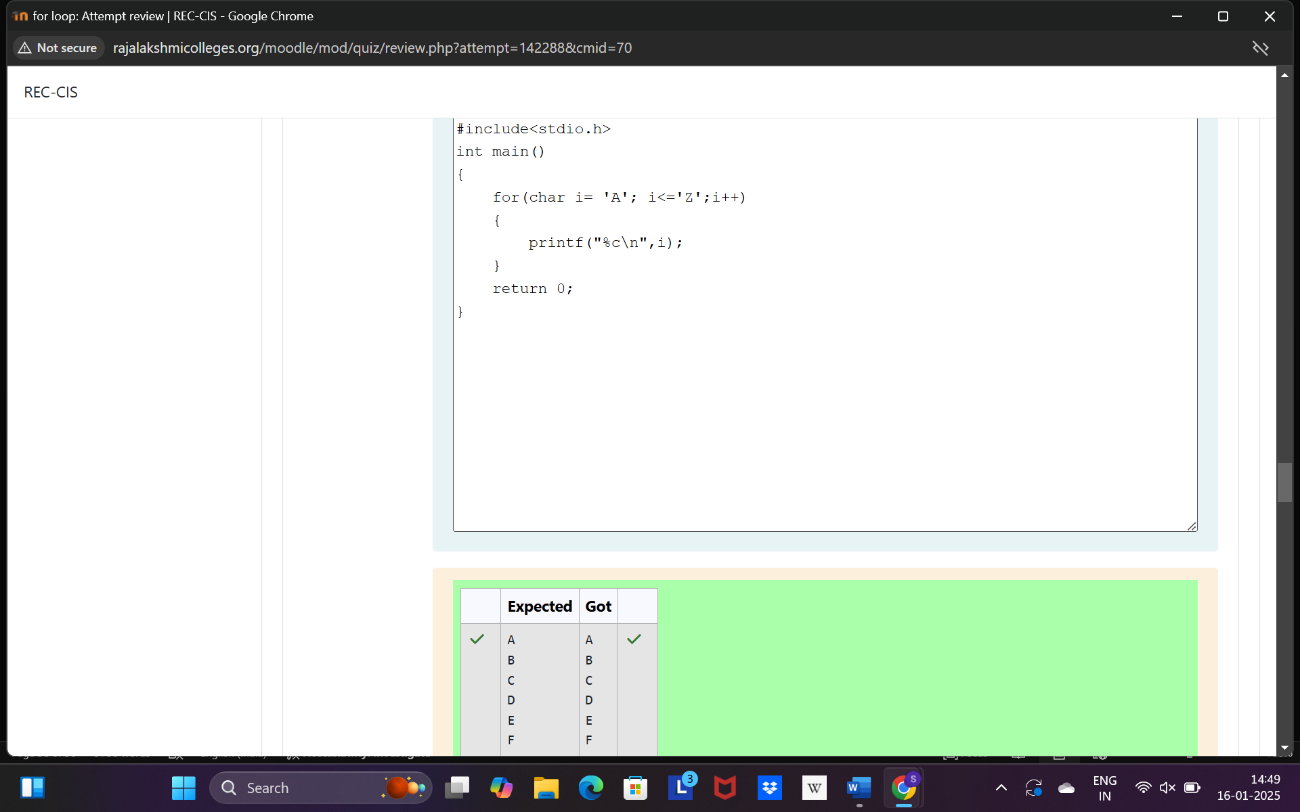 for loop: Attempt review | REC-CIS - Google Chrome
Not secure
rajalakshmicolleges.org/moodle/mod/quiz/review.php?attempt=142288&cmid=70
REC-CIS
#include<stdio.h>
int main()
{
    for(char i= 'A'; i<='Z';i++)
    {
        printf("%c\n",i);
    }
    return 0;
}
Expected Got
A A
B B
C C
D D
E E
F F
Search
L 3
W
W
S
ENG
IN
14:49
16-01-2025